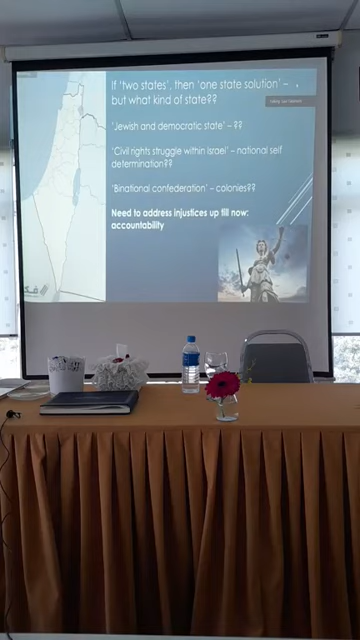 If 'two states', then 'one state solution' –
but what kind of state??
'Jewish and democratic state' – ??
'Civil rights struggle within Israel' – national self
determination??
'Binational confederation' – colonies??
Need to address injustices up till now:
accountability